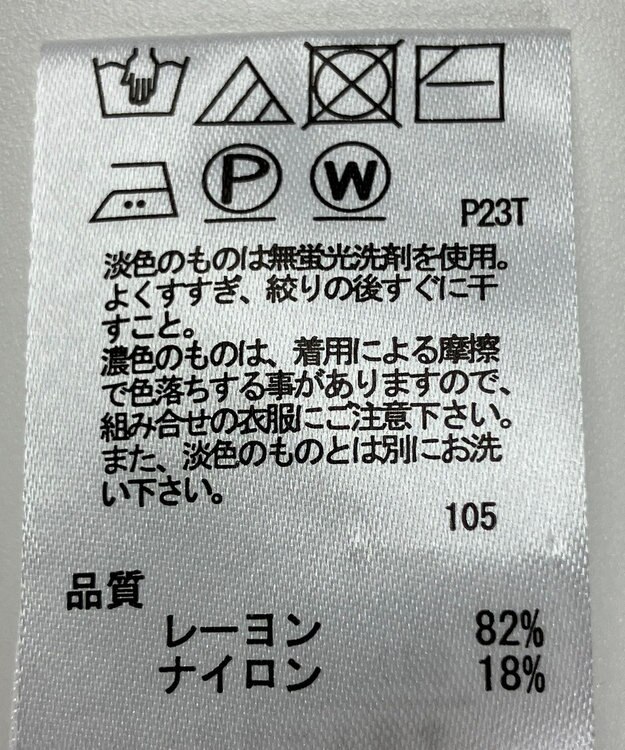 P W
P23T
淡色のものは無蛍光洗剤を使用。
よくすすぎ、絞りの後すぐに干
すこと。
濃色のものは、着用による摩擦
で色落ちする事がありますので、
組み合せの衣服にご注意下さい。
また、淡色のものとは別にお洗
い下さい。
105
品質
レーヨン 82%
ナイロン 18%